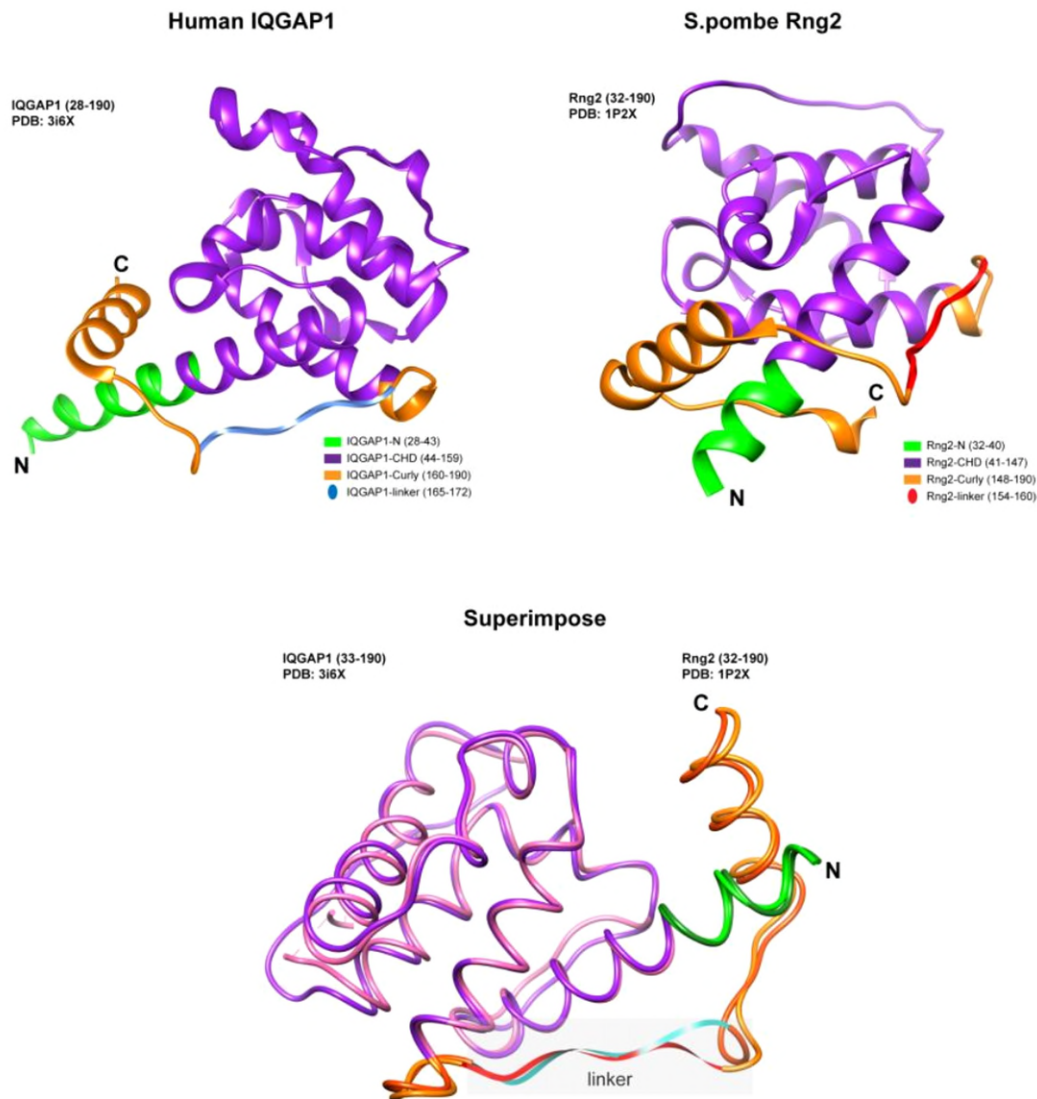 Human IQGAP1
S.pombe Rng2
IQGAP1 (28-190)
PDB: 3i6X
C
N
IQGAP1-N (28-43)
IQGAP1-CHD (44-159)
IQGAP1-Curly (160-190)
IQGAP1-linker (165-172)
Rng2 (32-190)
PDB: 1P2X
C
N
Rng2-N (32-40)
Rng2-CHD (41-147)
Rng2-Curly (148-190)
Rng2-linker (154-160)
Superimpose
IQGAP1 (33-190)
PDB: 3i6X
Rng2 (32-190)
PDB: 1P2X
C
N
linker